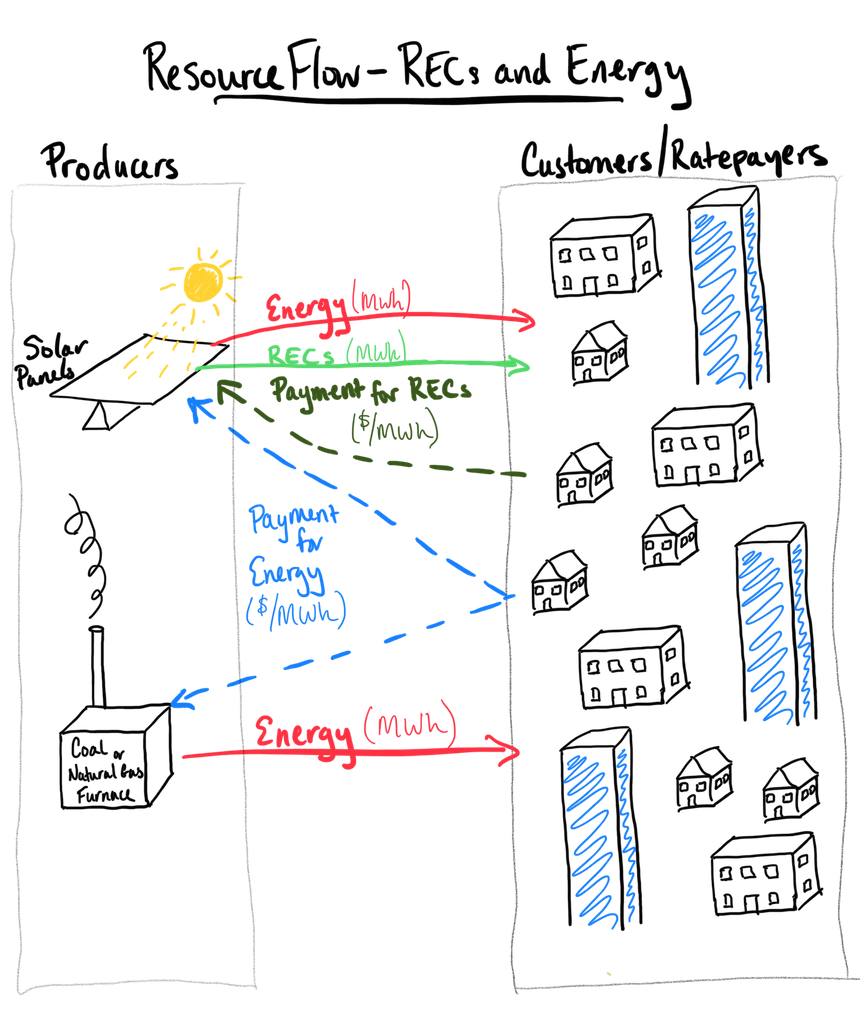 Resource Flow - RECs and Energy
Producers
Customers/Ratepayers
Energy (MWh)
Solar
Panels
RECs (MWh)
Payment for RECs
($/MWh)
Payment
for
Energy
($/MWh)
Energy (MWh)
Coal or
Natural Gas
Furnace